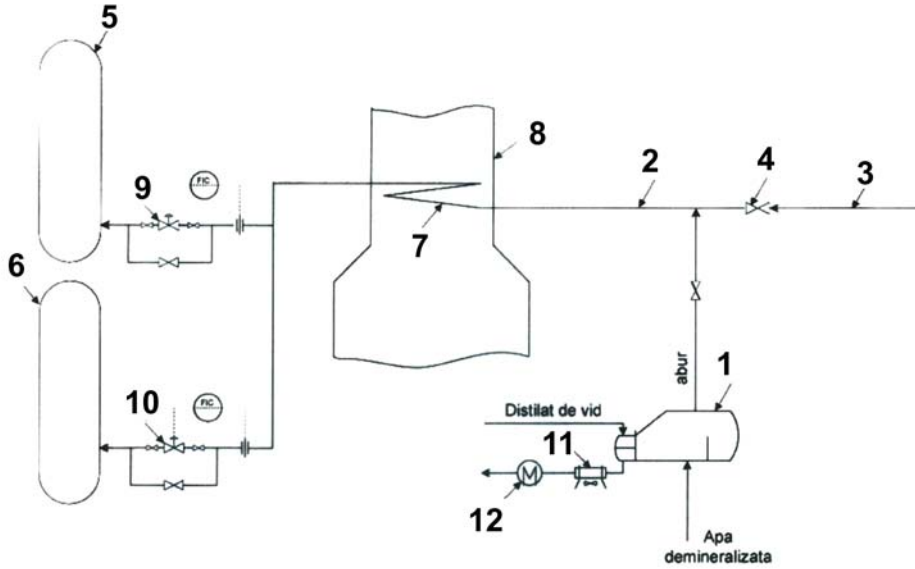 5
8
2
4
3
FIC
9
7
6
abur
1
10
FIC
Distilat de vid
11
12
Apa
demineralizata